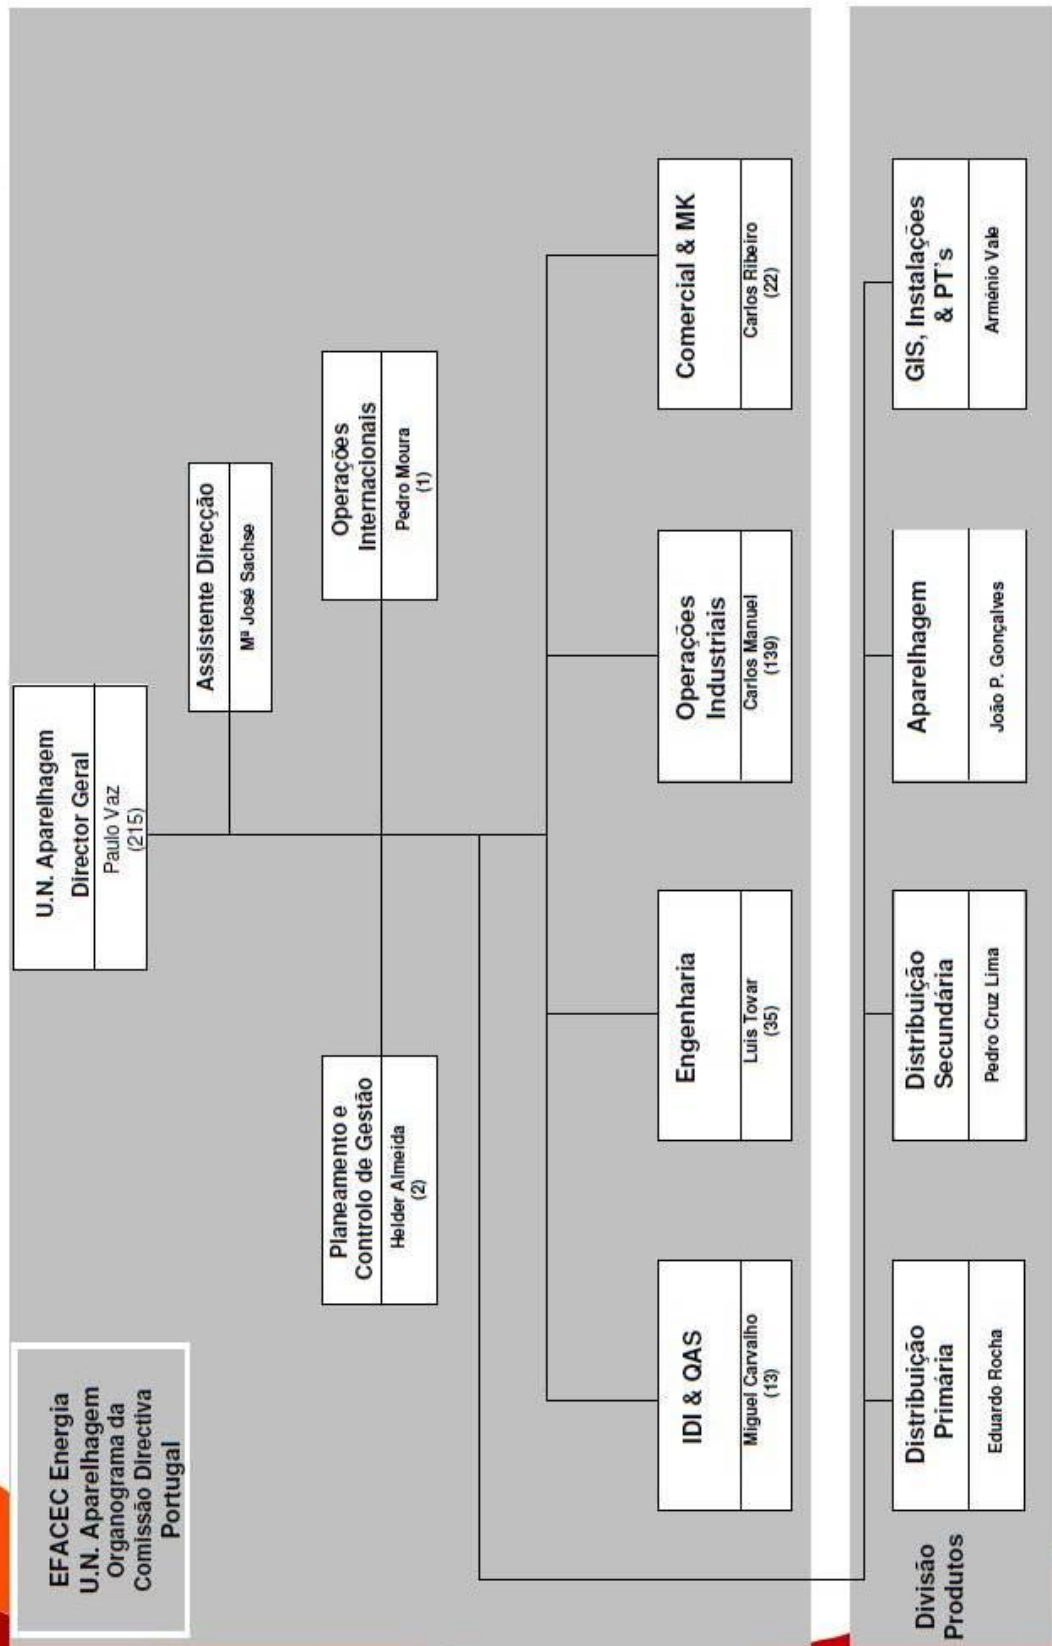 EFACEC Energia
U.N. Aparelhagem
Organograma da
Comissão Directiva
Portugal
U.N. Aparelhagem
Director Geral
Paulo Vaz
(215)
Assistente Direcção
Mª José Sachse
Planeamento e
Controlo de Gestão
Helder Almeida
(2)
Operações
Internacionais
Pedro Moura
(1)
IDI & QAS
Miguel Carvalho
(13)
Engenharia
Luis Tovar
(35)
Operações
Industriais
Carlos Manuel
(139)
Comercial & MK
Carlos Ribeiro
(22)
Divisão
Produtos
Distribuição
Primária
Eduardo Rocha
Distribuição
Secundária
Pedro Cruz Lima
Aparelhagem
João P. Gonçalves
GIS, Instalações
& PT's
Arménio Vale